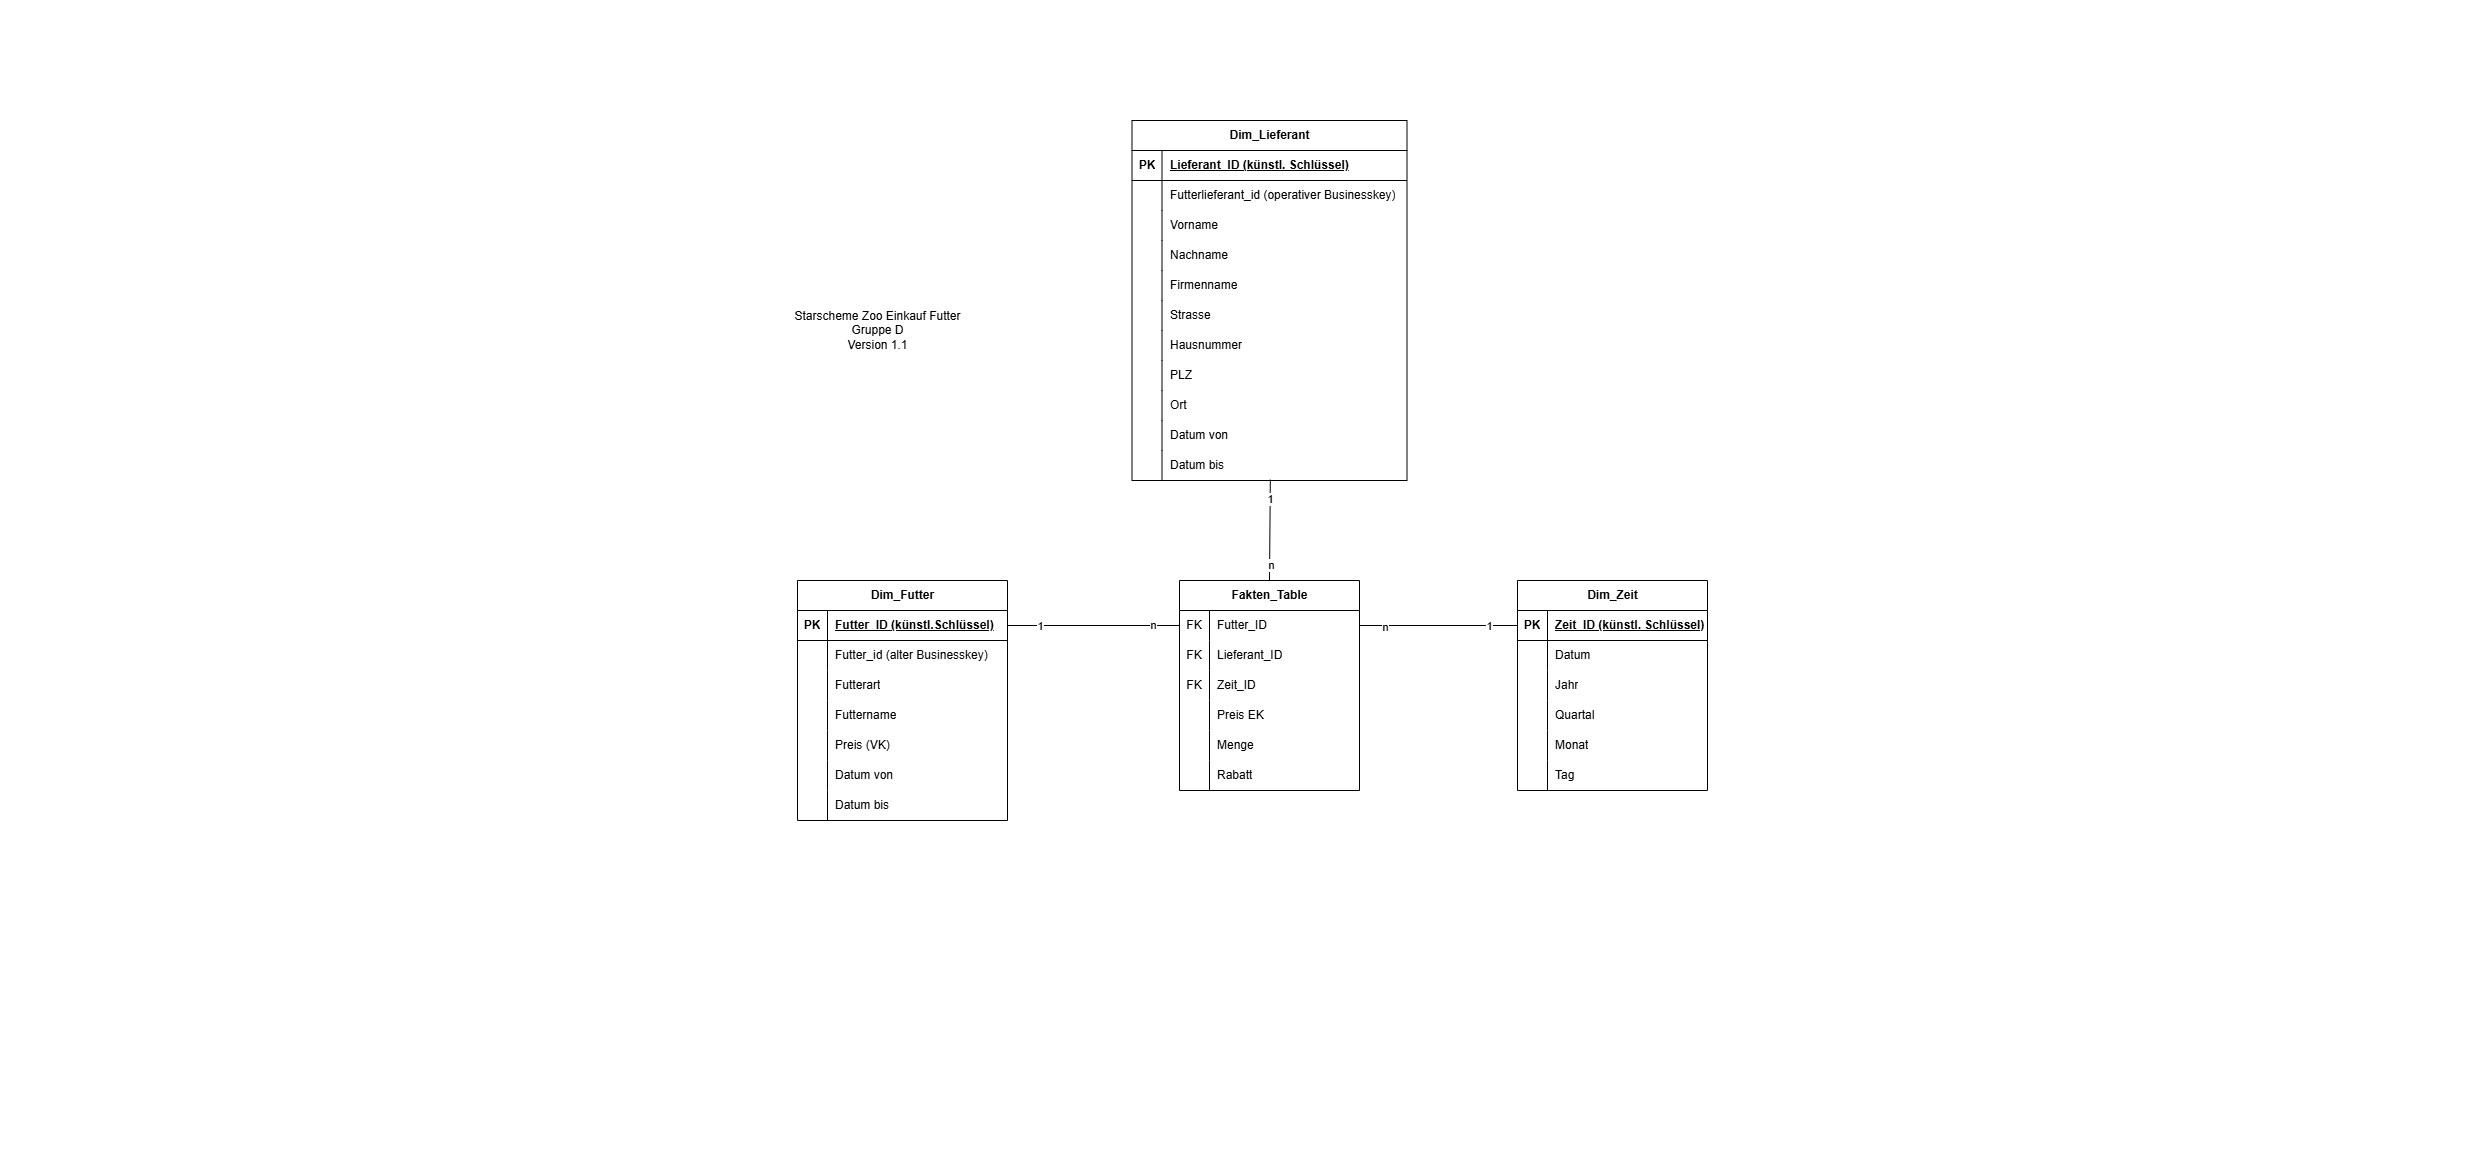 Dim_Lieferant
PK Lieferant_ID (künstl. Schlüssel)
Futterlieferant_id (operativer Businesskey)
Vorname
Nachname
Firmenname
Strasse
Hausnummer
PLZ
Ort
Datum von
Datum bis
Starscheme Zoo Einkauf Futter
Gruppe D
Version 1.1
1
n
Dim_Futter
PK Futter_ID (künstl.Schlüssel)
Futter_id (alter Businesskey)
Futterart
Futtername
Preis (VK)
Datum von
Datum bis
1
n
Fakten_Table
FK Futter_ID
FK Lieferant_ID
FK Zeit_ID
Preis EK
Menge
Rabatt
n
1
Dim_Zeit
PK Zeit_ID (künstl. Schlüssel)
Datum
Jahr
Quartal
Monat
Tag